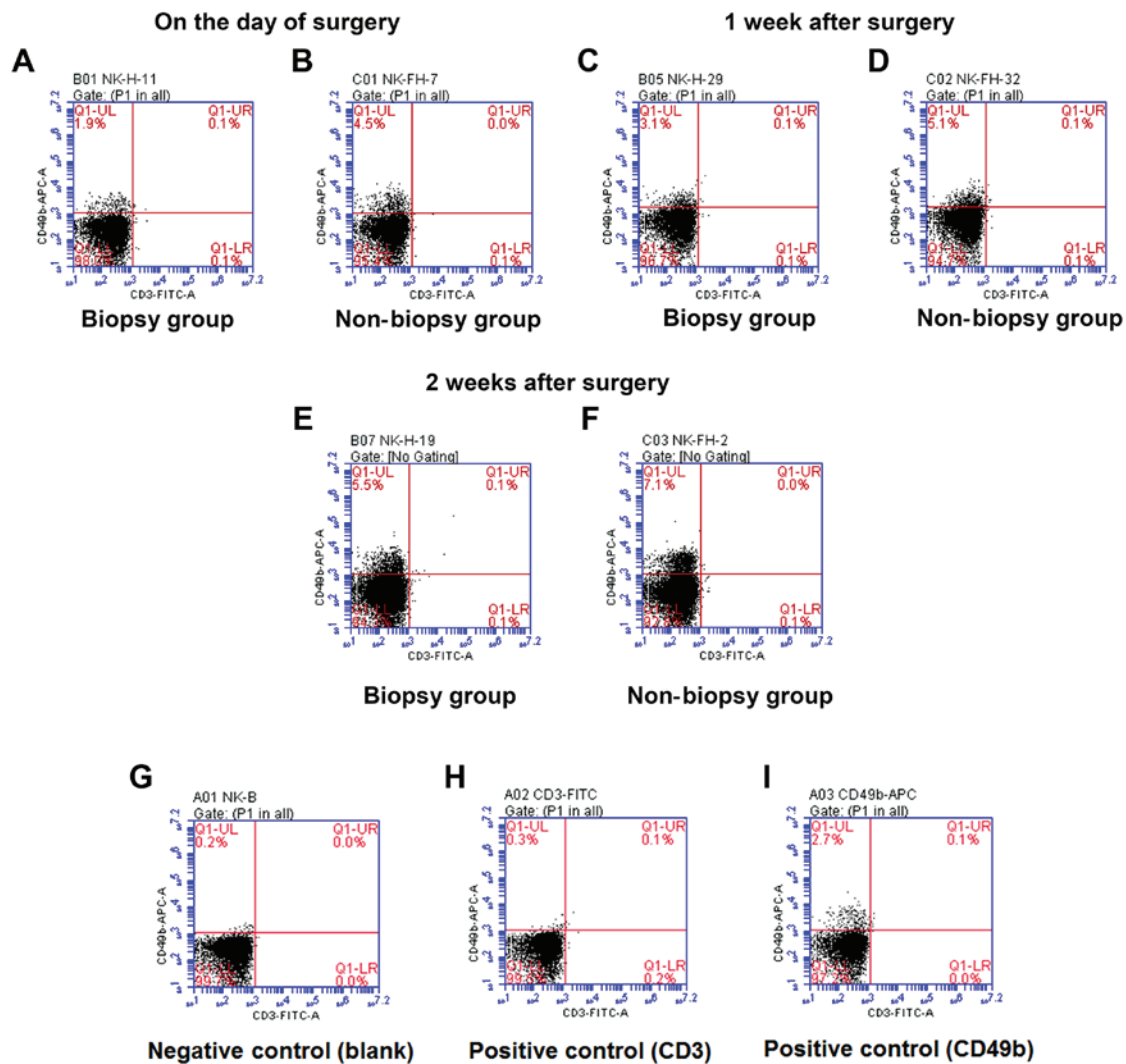 On the day of surgery
1 week after surgery
A
B01 NK-H-11
Gate: (P1 in all)
Q1-UL
1.9%
Q1-UR
0.1%
Q1-LR
0.1%
CD49b-APC-A
CD3-FITC-A
Biopsy group
B
C01 NK-FH-7
Gate: (P1 in all)
Q1-UL
4.5%
Q1-UR
0.0%
Q1-LR
0.1%
CD49b-APC-A
CD3-FITC-A
Non-biopsy group
C
B05 NK-H-29
Gate: (P1 in all)
Q1-UL
3.1%
Q1-UR
0.1%
96.7%
Q1-LR
0.1%
CD49b-APC-A
CD3-FITC-A
Biopsy group
D
C02 NK-FH-32
Gate: (P1 in all)
Q1-UL
5.1%
Q1-UR
0.1%
Q1-LR
0.1%
CD49b-APC-A
CD3-FITC-A
Non-biopsy group
2 weeks after surgery
E
B07 NK-H-19
Gate: [No Gating]
Q1-UL
5.5%
Q1-UR
0.1%
Q1-LR
0.1%
CD49b-APC-A
CD3-FITC-A
Biopsy group
F
C03 NK-FH-2
Gate: [No Gating]
Q1-UL
7.1%
Q1-UR
0.0%
Q1-LR
0.1%
CD49b-APC-A
CD3-FITC-A
Non-biopsy group
G
A01 NK-B
Gate: (P1 in all)
Q1-UL
0.2%
Q1-UR
0.0%
Q1-LR
0.0%
CD49b-APC-A
CD3-FITC-A
Negative control (blank)
H
A02 CD3-FITC
Gate: (P1 in all)
Q1-UL
0.3%
Q1-UR
0.1%
Q1-LR
0.2%
CD49b-APC-A
CD3-FITC-A
Positive control (CD3)
I
A03 CD49b-APC
Gate: (P1 in all)
Q1-UL
2.7%
Q1-UR
0.1%
Q1-LR
0.0%
CD49b-APC-A
CD3-FITC-A
Positive control (CD49b)